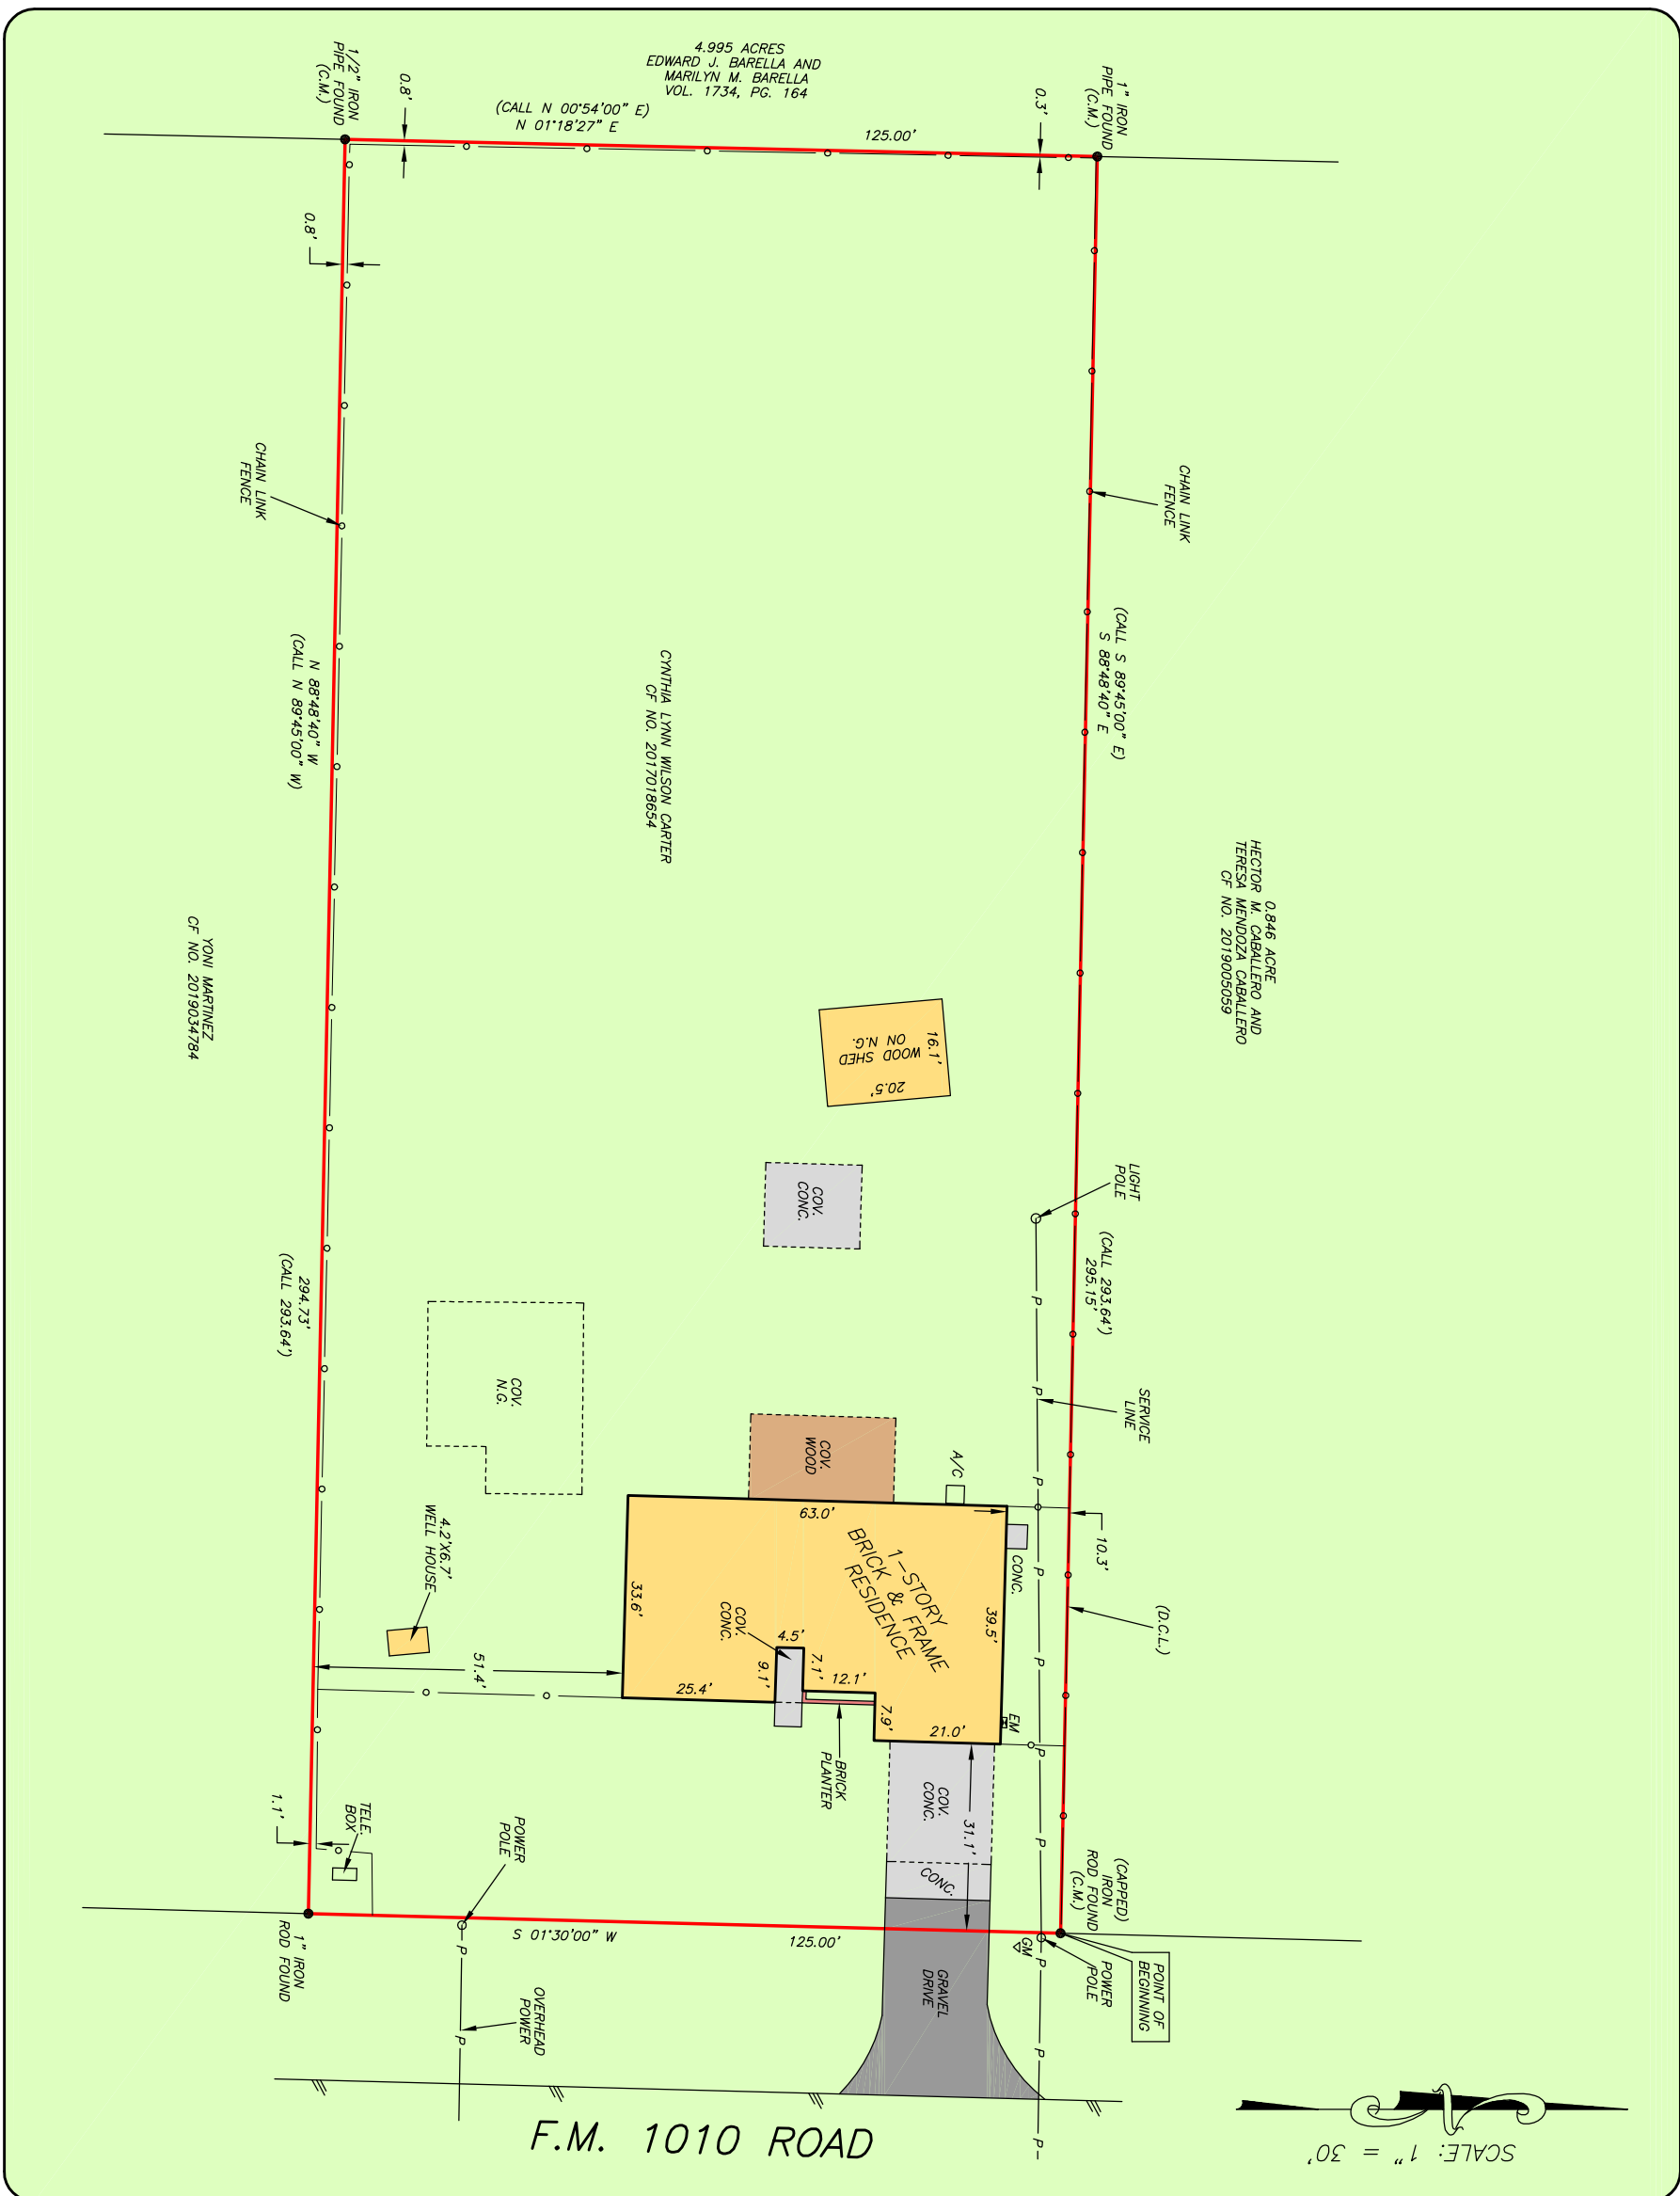 4.995 ACRES
EDWARD J. BARELLA AND
MARILYN M. BARELLA
VOL. 1734, PG. 164
1/2" IRON
PIPE FOUND
(C.M.)
0.8'
(CALL N 00°54'00" E)
N 01°18'27" E
125.00'
0.3'
1" IRON
PIPE FOUND
(C.M.)
0.8'
CHAIN LINK
FENCE
CHAIN LINK
FENCE
(CALL S 89°45'00" E)
S 88°48'40" E
N 88°48'40" W
(CALL N 89°45'00" W)
CYNTHIA LYNN WILSON CARTER
CF NO. 2017018654
0.846 ACRE
HECTOR M. CABALLERO AND
TERESA MENDOZA CABALLERO
CF NO. 2019005059
YONI MARTINEZ
CF NO. 2019034784
16.1'
WOOD SHED
ON N.G.
20.5'
COV.
CONC.
LIGHT
POLE
(CALL 293.64')
295.15'
294.73'
(CALL 293.64')
P
P
SERVICE
LINE
COV.
N.G.
COV.
WOOD
A/C
P
63.0'
10.3'
CONC.
P
4.2'X6.7'
WELL HOUSE
1-STORY
BRICK & FRAME
RESIDENCE
33.6'
39.5'
(D.C.L.)
COV.
CONC.
4.5'
7.1'
9.1'
12.1'
P
51.4'
25.4'
7.9'
21.0'
EM
P
BRICK
PLANTER
COV.
CONC.
31.1'
P
1.1'
TELE.
BOX
POWER
POLE
CONC.
(CAPPED)
IRON
ROD FOUND
(C.M.)
1" IRON
ROD FOUND
S 01°30'00" W
125.00'
GM
P
P
POWER
POLE
POINT OF
BEGINNING
GRAVEL
DRIVE
OVERHEAD
POWER
P
P
P
F.M. 1010 ROAD
SCALE: 1" = 30'